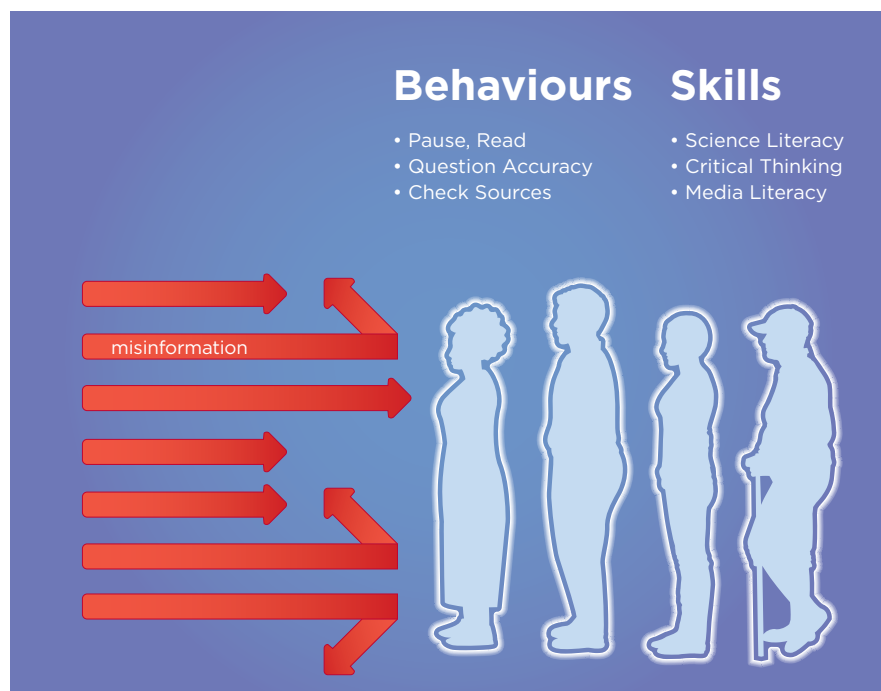 Behaviours
• Pause, Read
• Question Accuracy
• Check Sources
Skills
• Science Literacy
• Critical Thinking
• Media Literacy
misinformation